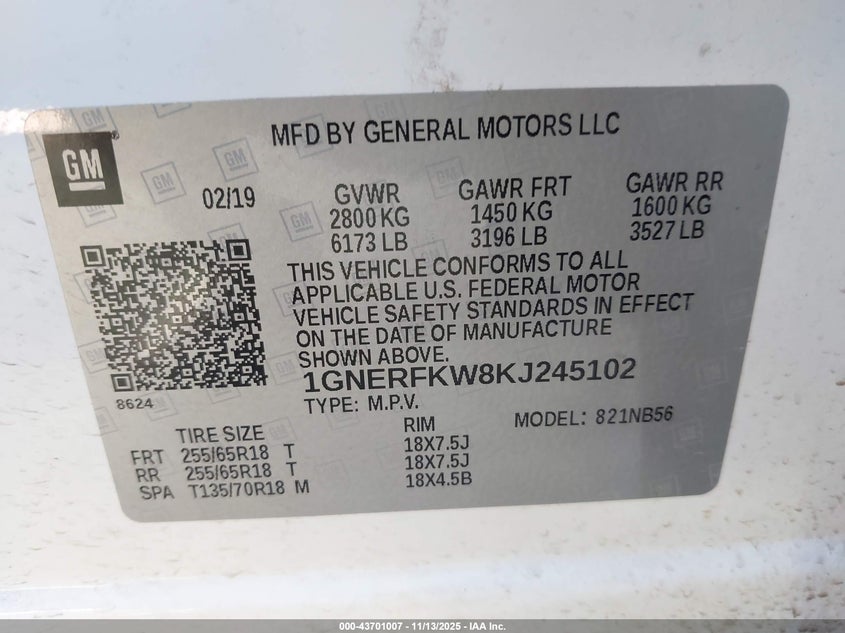 MFD BY GENERAL MOTORS LLC
GM
02/19
GVWR
2800 KG
6173 LB
GAWR FRT
1450 KG
3196 LB
GAWR RR
1600 KG
3527 LB
THIS VEHICLE CONFORMS TO ALL
APPLICABLE U.S. FEDERAL MOTOR
VEHICLE SAFETY STANDARDS IN EFFECT
ON THE DATE OF MANUFACTURE
SHOWN ABOVE.
1GNERFKW8KJ245102
8624
TYPE: M.P.V.
MODEL: 821NB56
TIRE SIZE
RIM
FRT 255/65R18 T 18X7.5J
RR 255/65R18 T 18X7.5J
SPA T135/70R18 M 18X4.5B
000-43701007 - 11/13/2025 - IAA Inc.